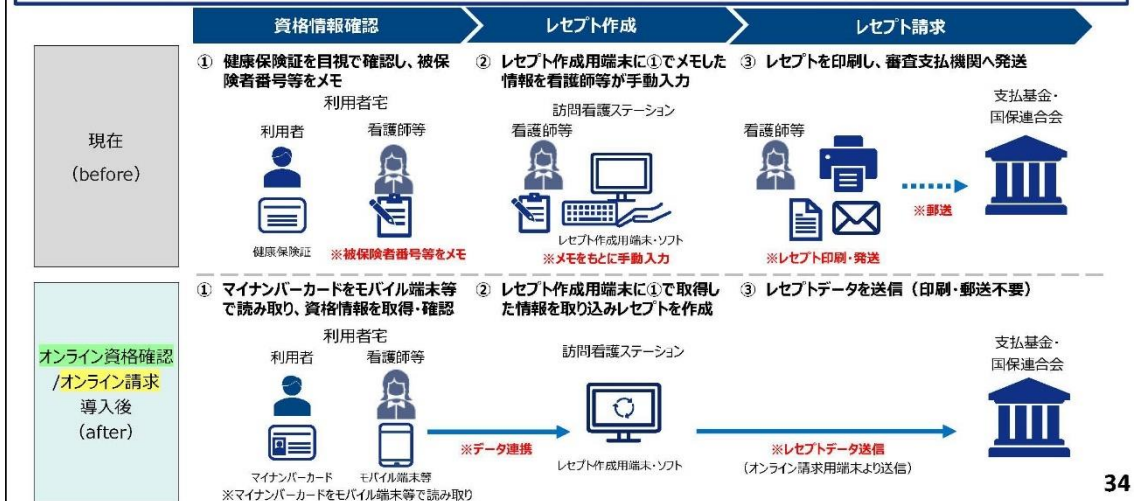 資格情報確認
レセプト作成
レセプト請求
現在
（before）
① 健康保険証を目視で確認し、被保
険者番号等をメモ
利用者宅
利用者
看護師等
健康保険証
※被保険者番号等をメモ
② レセプト作成用端末に①でメモした
情報を看護師等が手動入力
訪問看護ステーション
看護師等
レセプト作成用端末・ソフト
※メモをもとに手動入力
③ レセプトを印刷し、審査支払機関へ発送
看護師等
※レセプト印刷・発送
※郵送
支払基金・
国保連合会
オンライン資格確認
/オンライン請求
導入後
（after）
① マイナンバーカードをモバイル端末等
で読み取り、資格情報を取得・確認
利用者宅
利用者
看護師等
マイナンバーカード
モバイル端末等
※マイナンバーカードをモバイル端末等で読み取り
※データ連携
② レセプト作成用端末に①で取得し
た情報を取り込みレセプトを作成
訪問看護ステーション
レセプト作成用端末・ソフト
③ レセプトデータを送信（印刷・郵送不要）
※レセプトデータ送信
（オンライン請求用端末より送信）
支払基金・
国保連合会
34